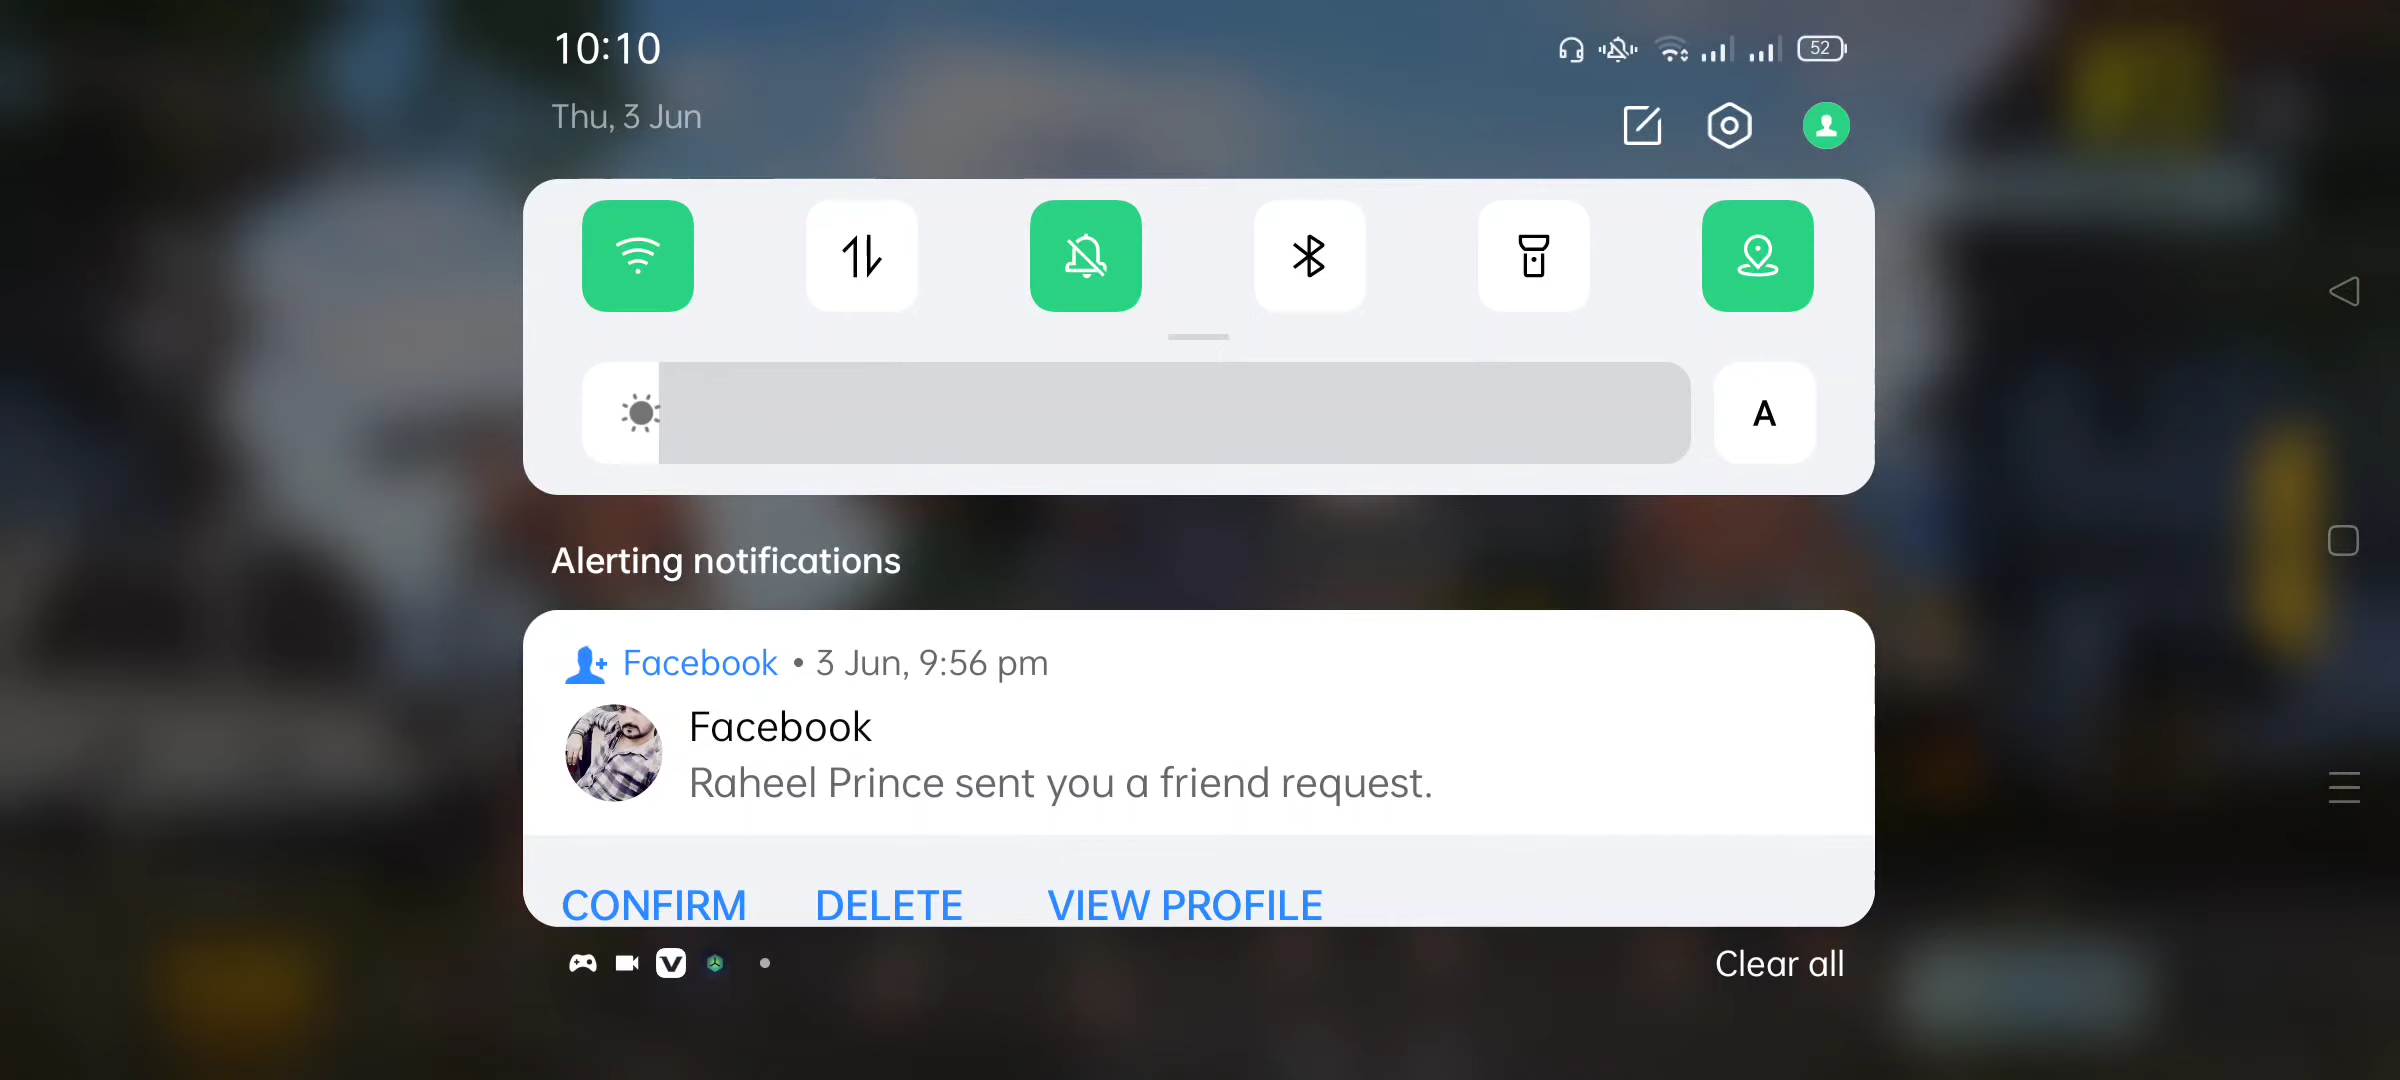 10:10
52
Thu, 3 Jun
A
Alerting notifications
Facebook • 3 Jun, 9:56 pm
Facebook
Raheel Prince sent you a friend request.
CONFIRM DELETE VIEW PROFILE
Clear all